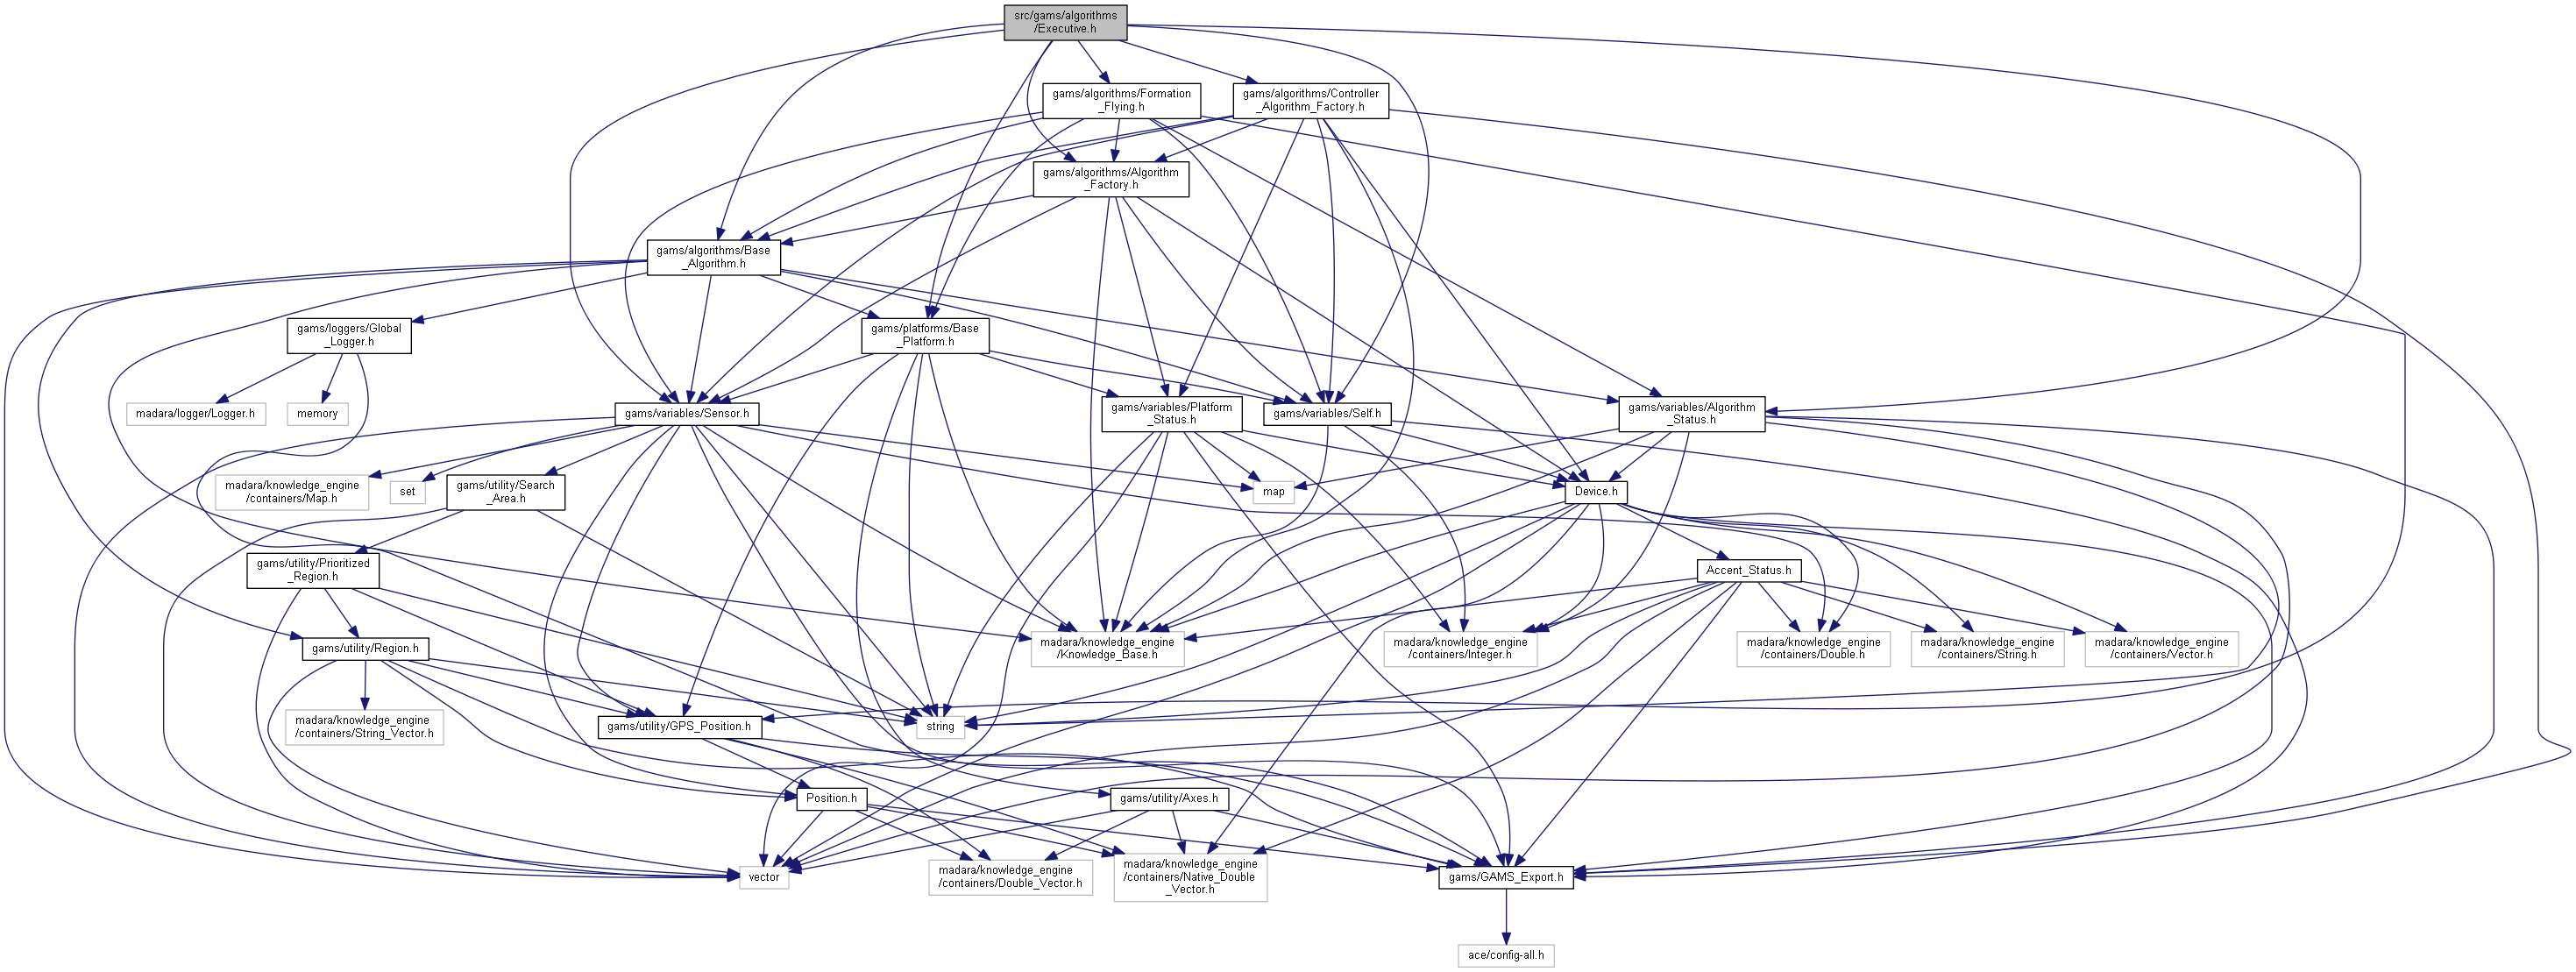 src/gams/algorithms
/Executive.h
gams/algorithms/Formation
_Flying.h
gams/algorithms/Controller
_Algorithm_Factory.h
gams/algorithms/Algorithm
_Factory.h
gams/algorithms/Base
_Algorithm.h
gams/loggers/Global
_Logger.h
gams/platforms/Base
_Platform.h
madara/logger/Logger.h
memory
gams/variables/Sensor.h
gams/variables/Platform
_Status.h
gams/variables/Self.h
gams/variables/Algorithm
_Status.h
madara/knowledge_engine
/containers/Map.h
set
gams/utility/Search
_Area.h
map
Device.h
gams/utility/Prioritized
_Region.h
Accent_Status.h
gams/utility/Region.h
madara/knowledge_engine
/Knowledge_Base.h
madara/knowledge_engine
/containers/Integer.h
madara/knowledge_engine
/containers/Double.h
madara/knowledge_engine
/containers/String.h
madara/knowledge_engine
/containers/Vector.h
madara/knowledge_engine
/containers/String_Vector.h
gams/utility/GPS_Position.h
string
Position.h
gams/utility/Axes.h
vector
madara/knowledge_engine
/containers/Double_Vector.h
madara/knowledge_engine
/containers/Native_Double
_Vector.h
gams/GAMS_Export.h
ace/config-all.h